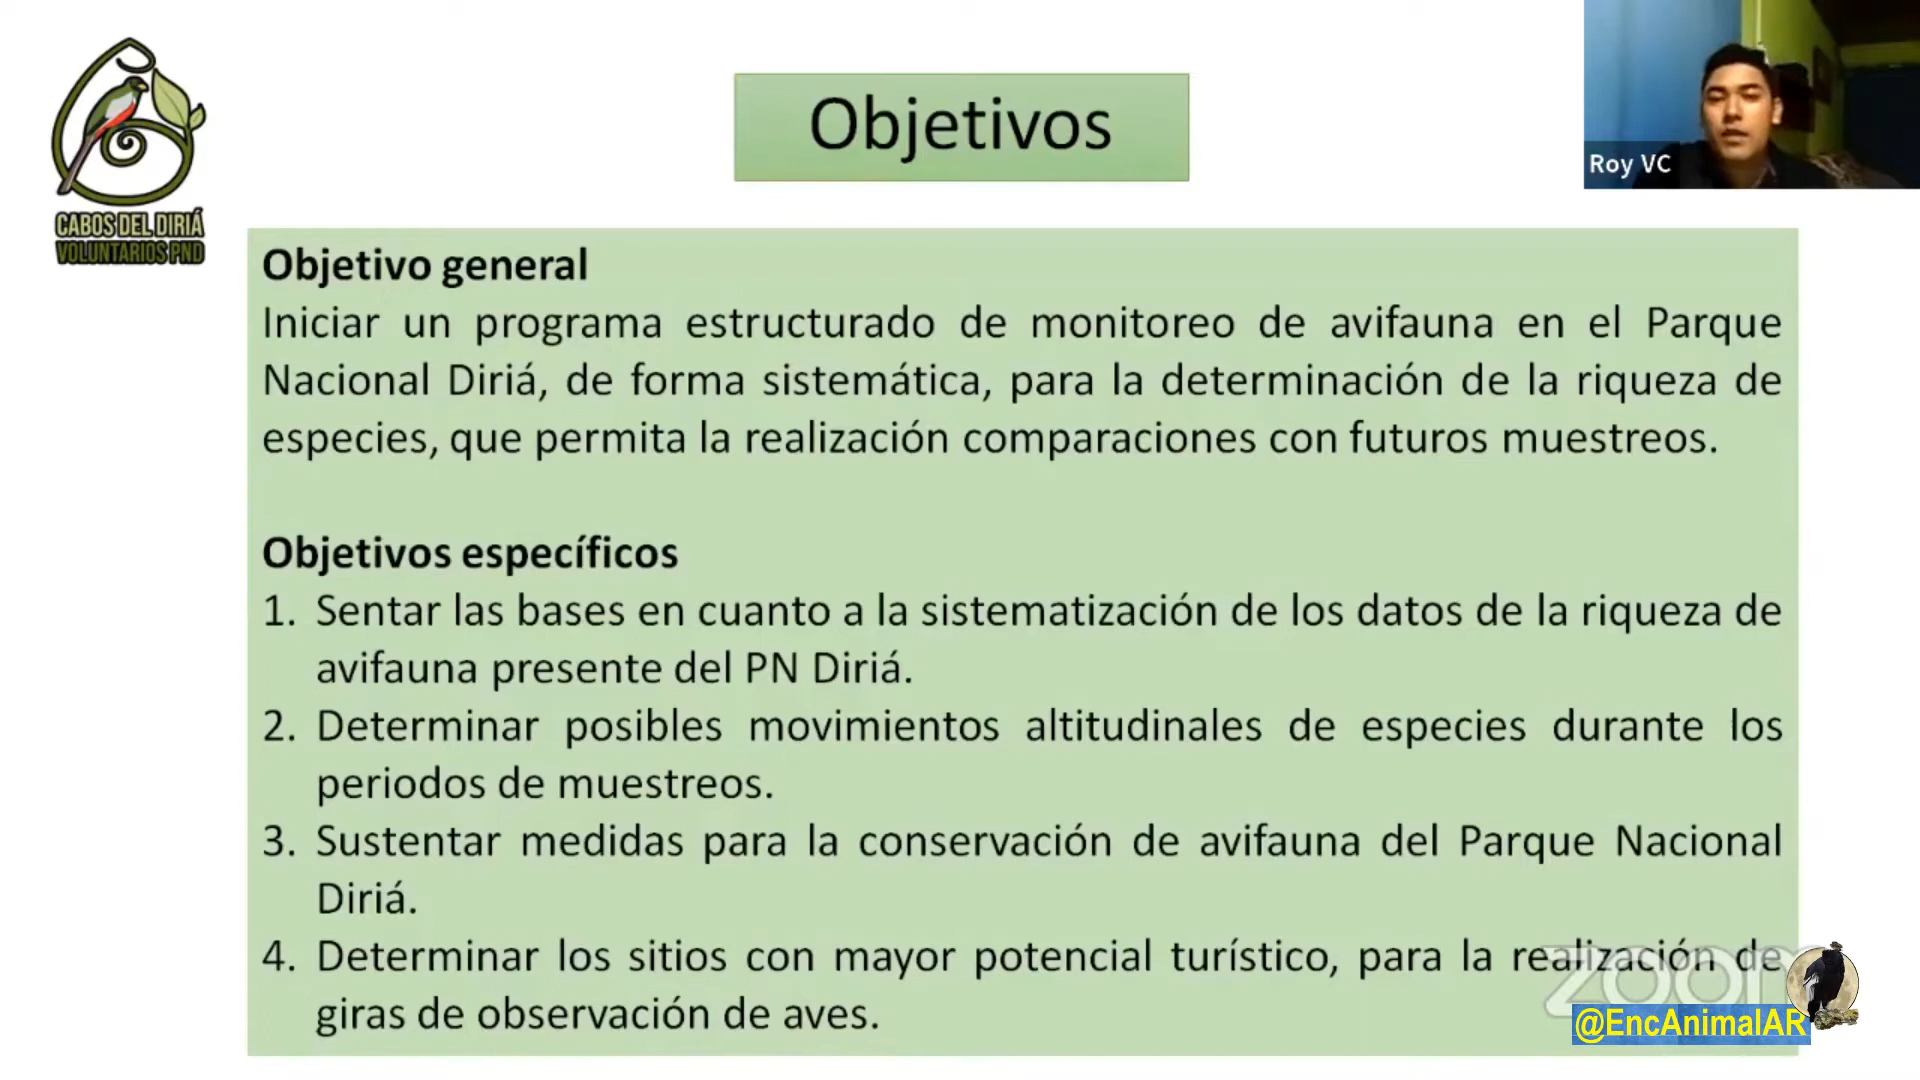 Objetivos
Roy VC
CABOS DEL DIRIÁ
VOLUNTARIOS PND
Objetivo general
Iniciar un programa estructurado de monitoreo de avifauna en el Parque
Nacional Diriá, de forma sistemática, para la determinación de la riqueza de
especies, que permita la realización comparaciones con futuros muestreos.
Objetivos específicos
1. Sentar las bases en cuanto a la sistematización de los datos de la riqueza de
avifauna presente del PN Diriá.
2. Determinar posibles movimientos altitudinales de especies durante los
periodos de muestreos.
3. Sustentar medidas para la conservación de avifauna del Parque Nacional
Diriá.
4. Determinar los sitios con mayor potencial turístico, para la realización de
giras de observación de aves.
zoom
@EncAnimalAR